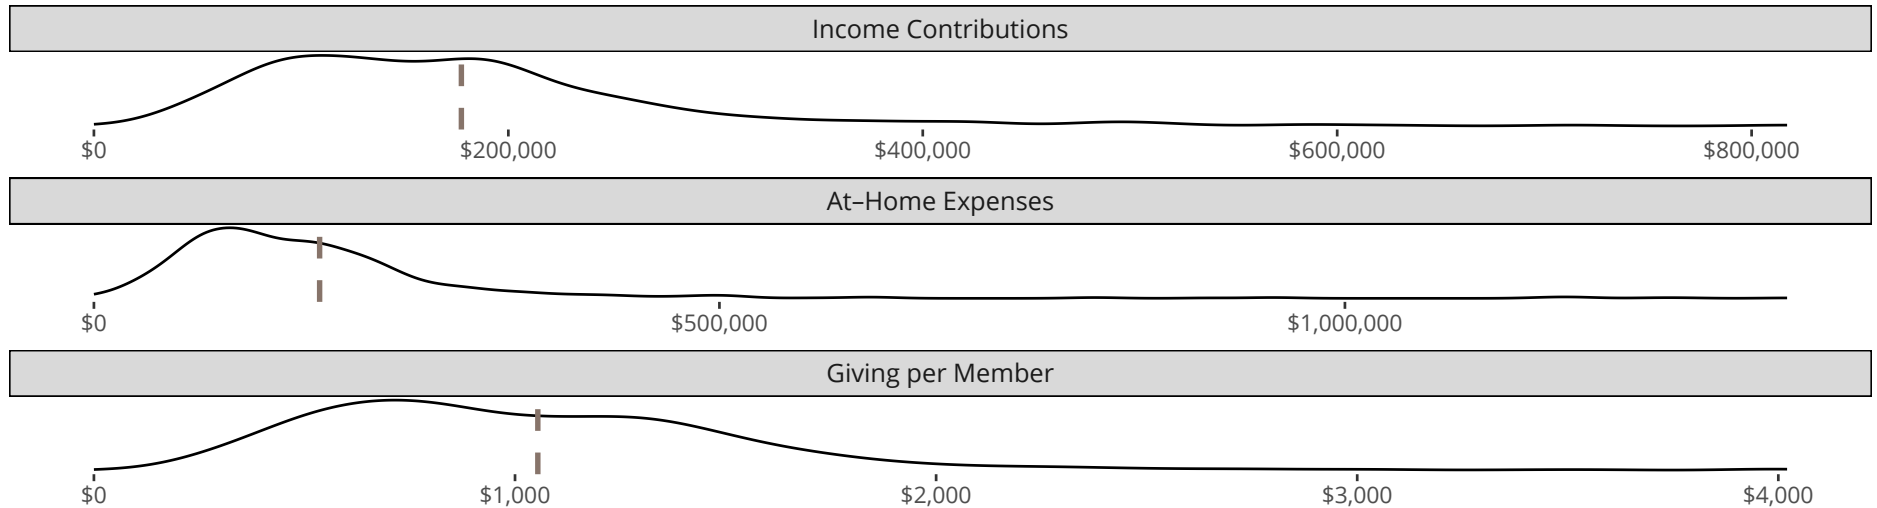 Income Contributions
$0 $200,000 $400,000 $600,000 $800,000
At–Home Expenses
$0 $500,000 $1,000,000
Giving per Member
$0 $1,000 $2,000 $3,000 $4,000